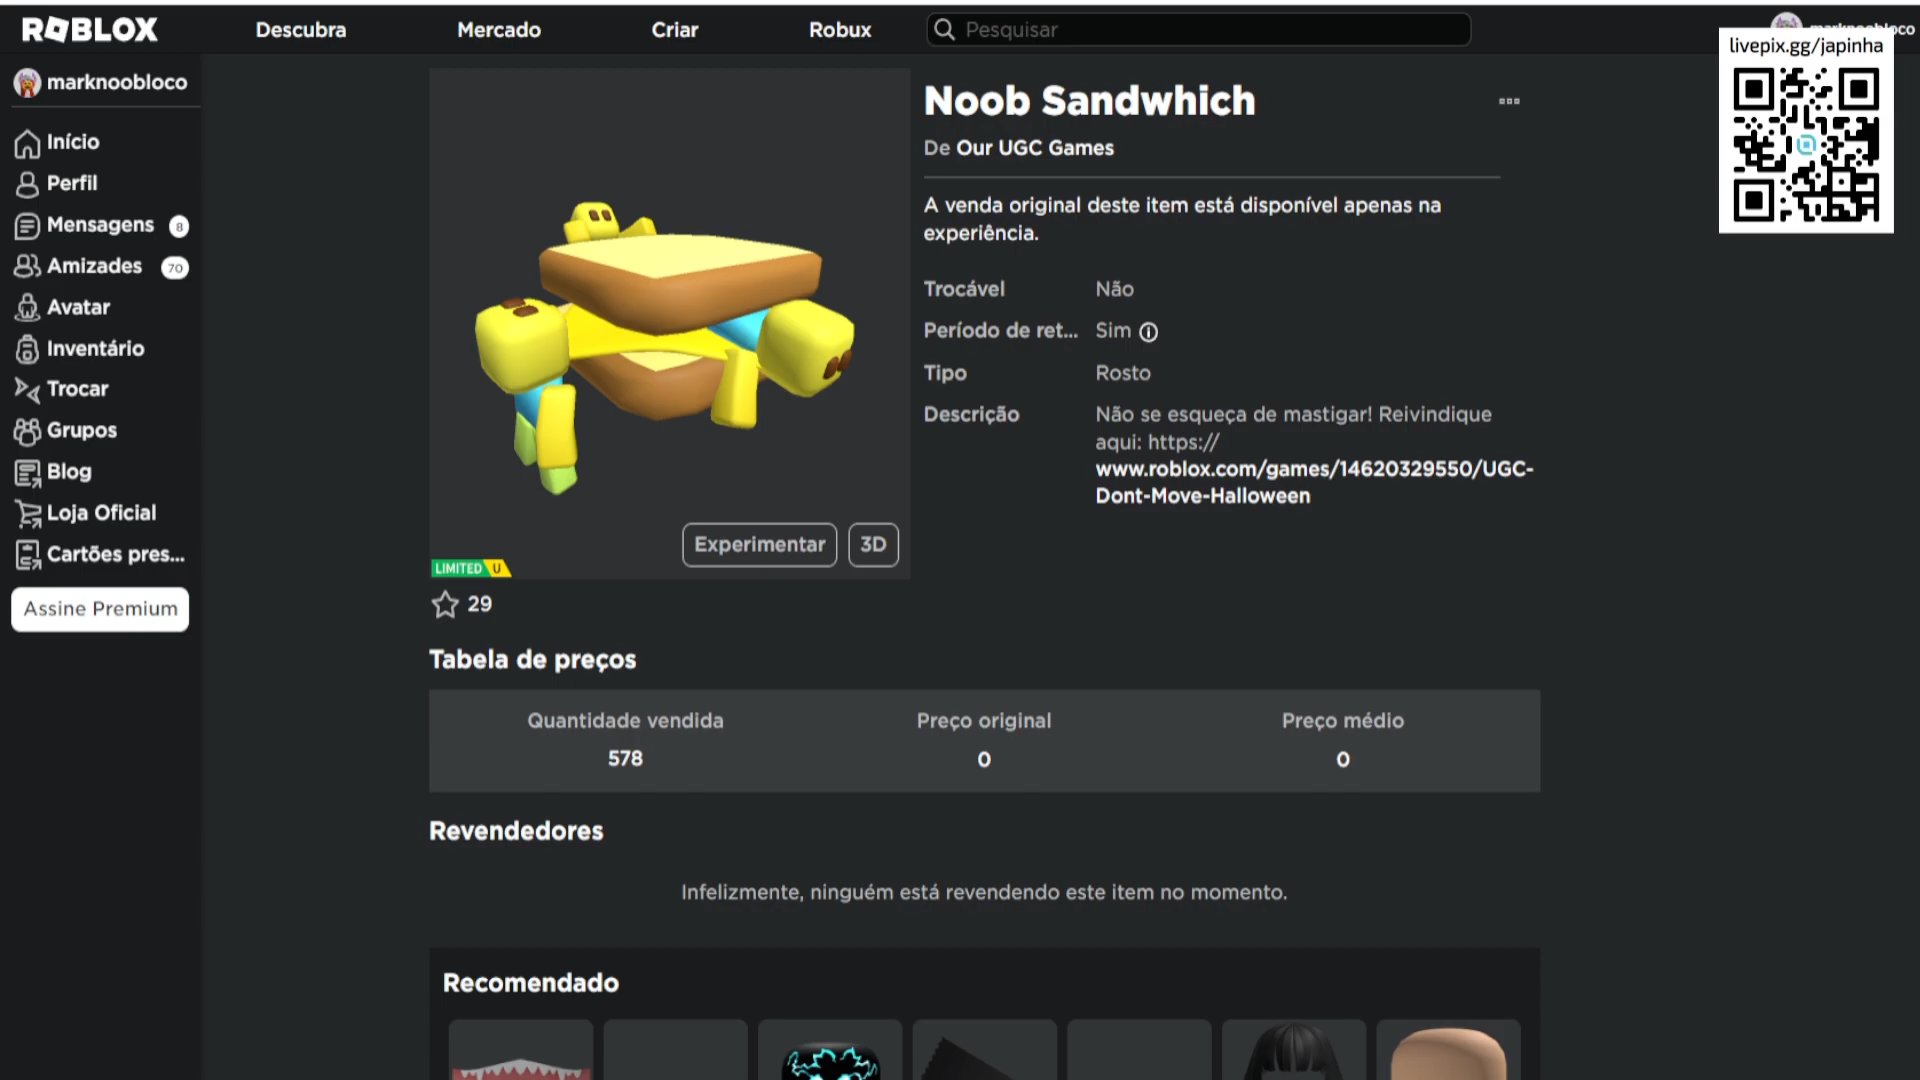 ROBLOX
Descubra
Mercado
Criar
Robux
Pesquisar
livepix.gg/japinha
marknoobloco
Início
Perfil
Mensagens 8
Amizades 70
Avatar
Inventário
Trocar
Grupos
Blog
Loja Oficial
Cartões pres...
Assine Premium
Experimentar
3D
LIMITED U
29
Noob Sandwhich
De Our UGC Games
A venda original deste item está disponível apenas na
experiência.
Trocável Não
Período de ret... Sim
Tipo Rosto
Descrição Não se esqueça de mastigar! Reivindique
aqui: https://
www.roblox.com/games/14620329550/UGC-
Dont-Move-Halloween
Tabela de preços
Quantidade vendida Preço original Preço médio
578 0 0
Revendedores
Infelizmente, ninguém está revendendo este item no momento.
Recomendado